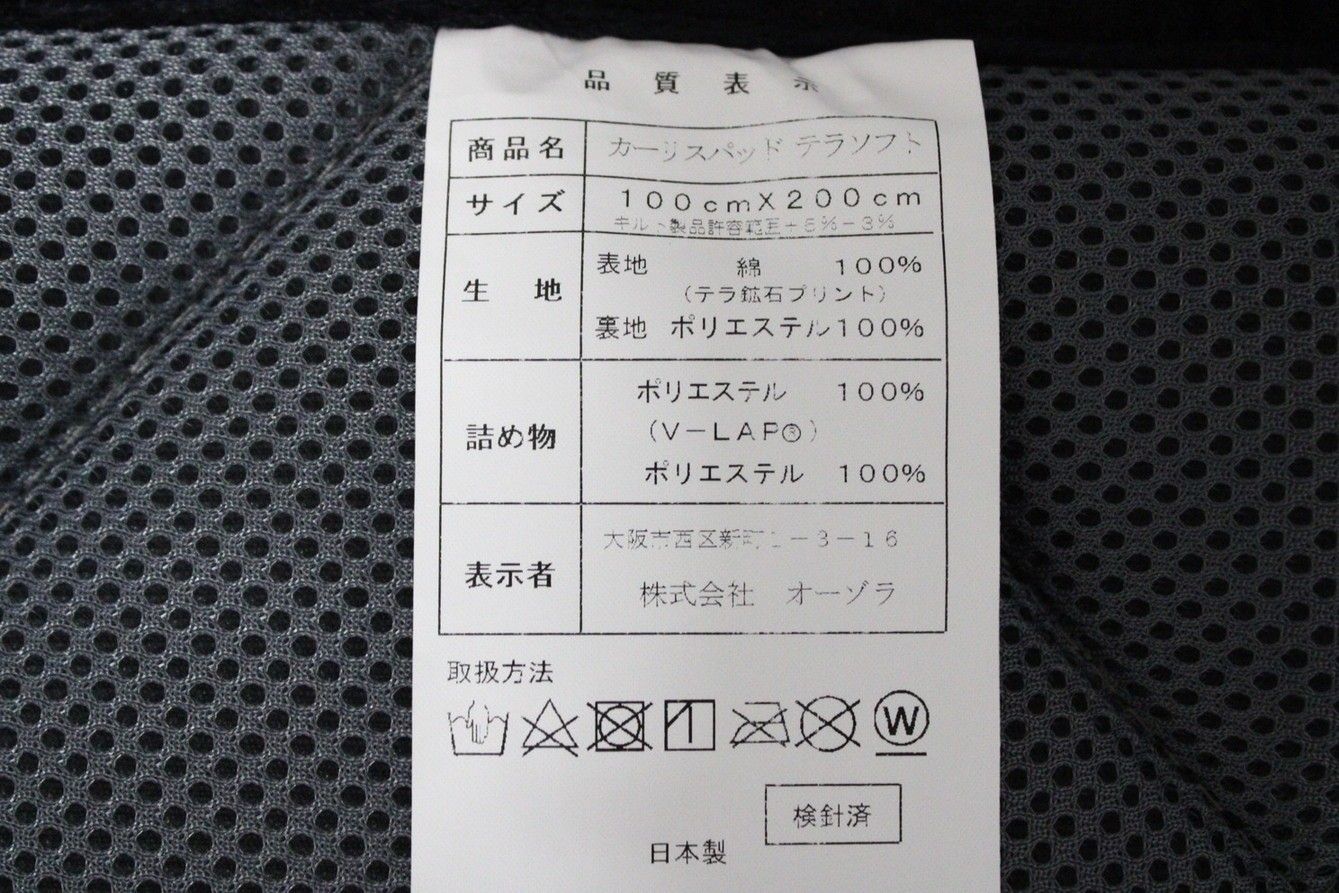 品質表示
商品名 カーリスパッド テラソフト
サイズ 100cmX200cm
キルト製品許容範囲+5%-3%
生地 表地 綿 100%
(テラ鉱石プリント)
裏地 ポリエステル100%
詰め物 ポリエステル 100%
(V-LAP®)
ポリエステル 100%
表示者 大阪市西区新町1-3-16
株式会社 オーゾラ
取扱方法
W
検針済
日本製